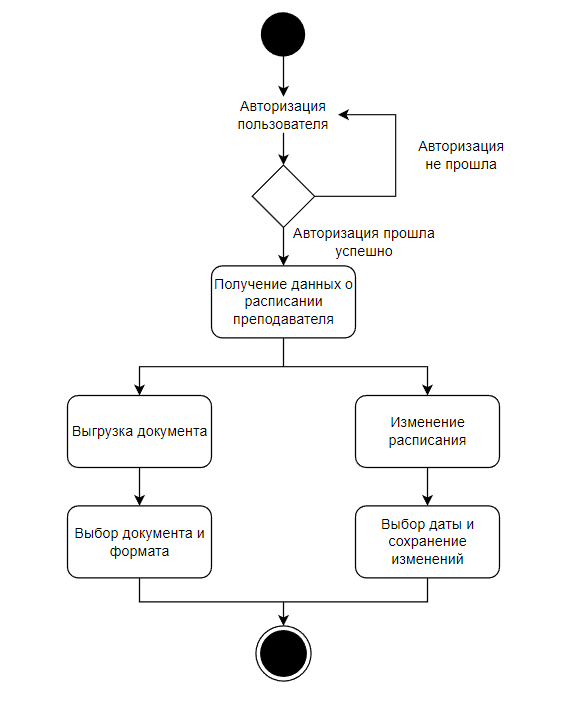 Авторизация
пользователя
Авторизация
не прошла
Авторизация прошла
успешно
Получение данных о
расписании
преподавателя
Выгрузка документа
Изменение
расписания
Выбор документа и
формата
Выбор даты и
сохранение
изменений